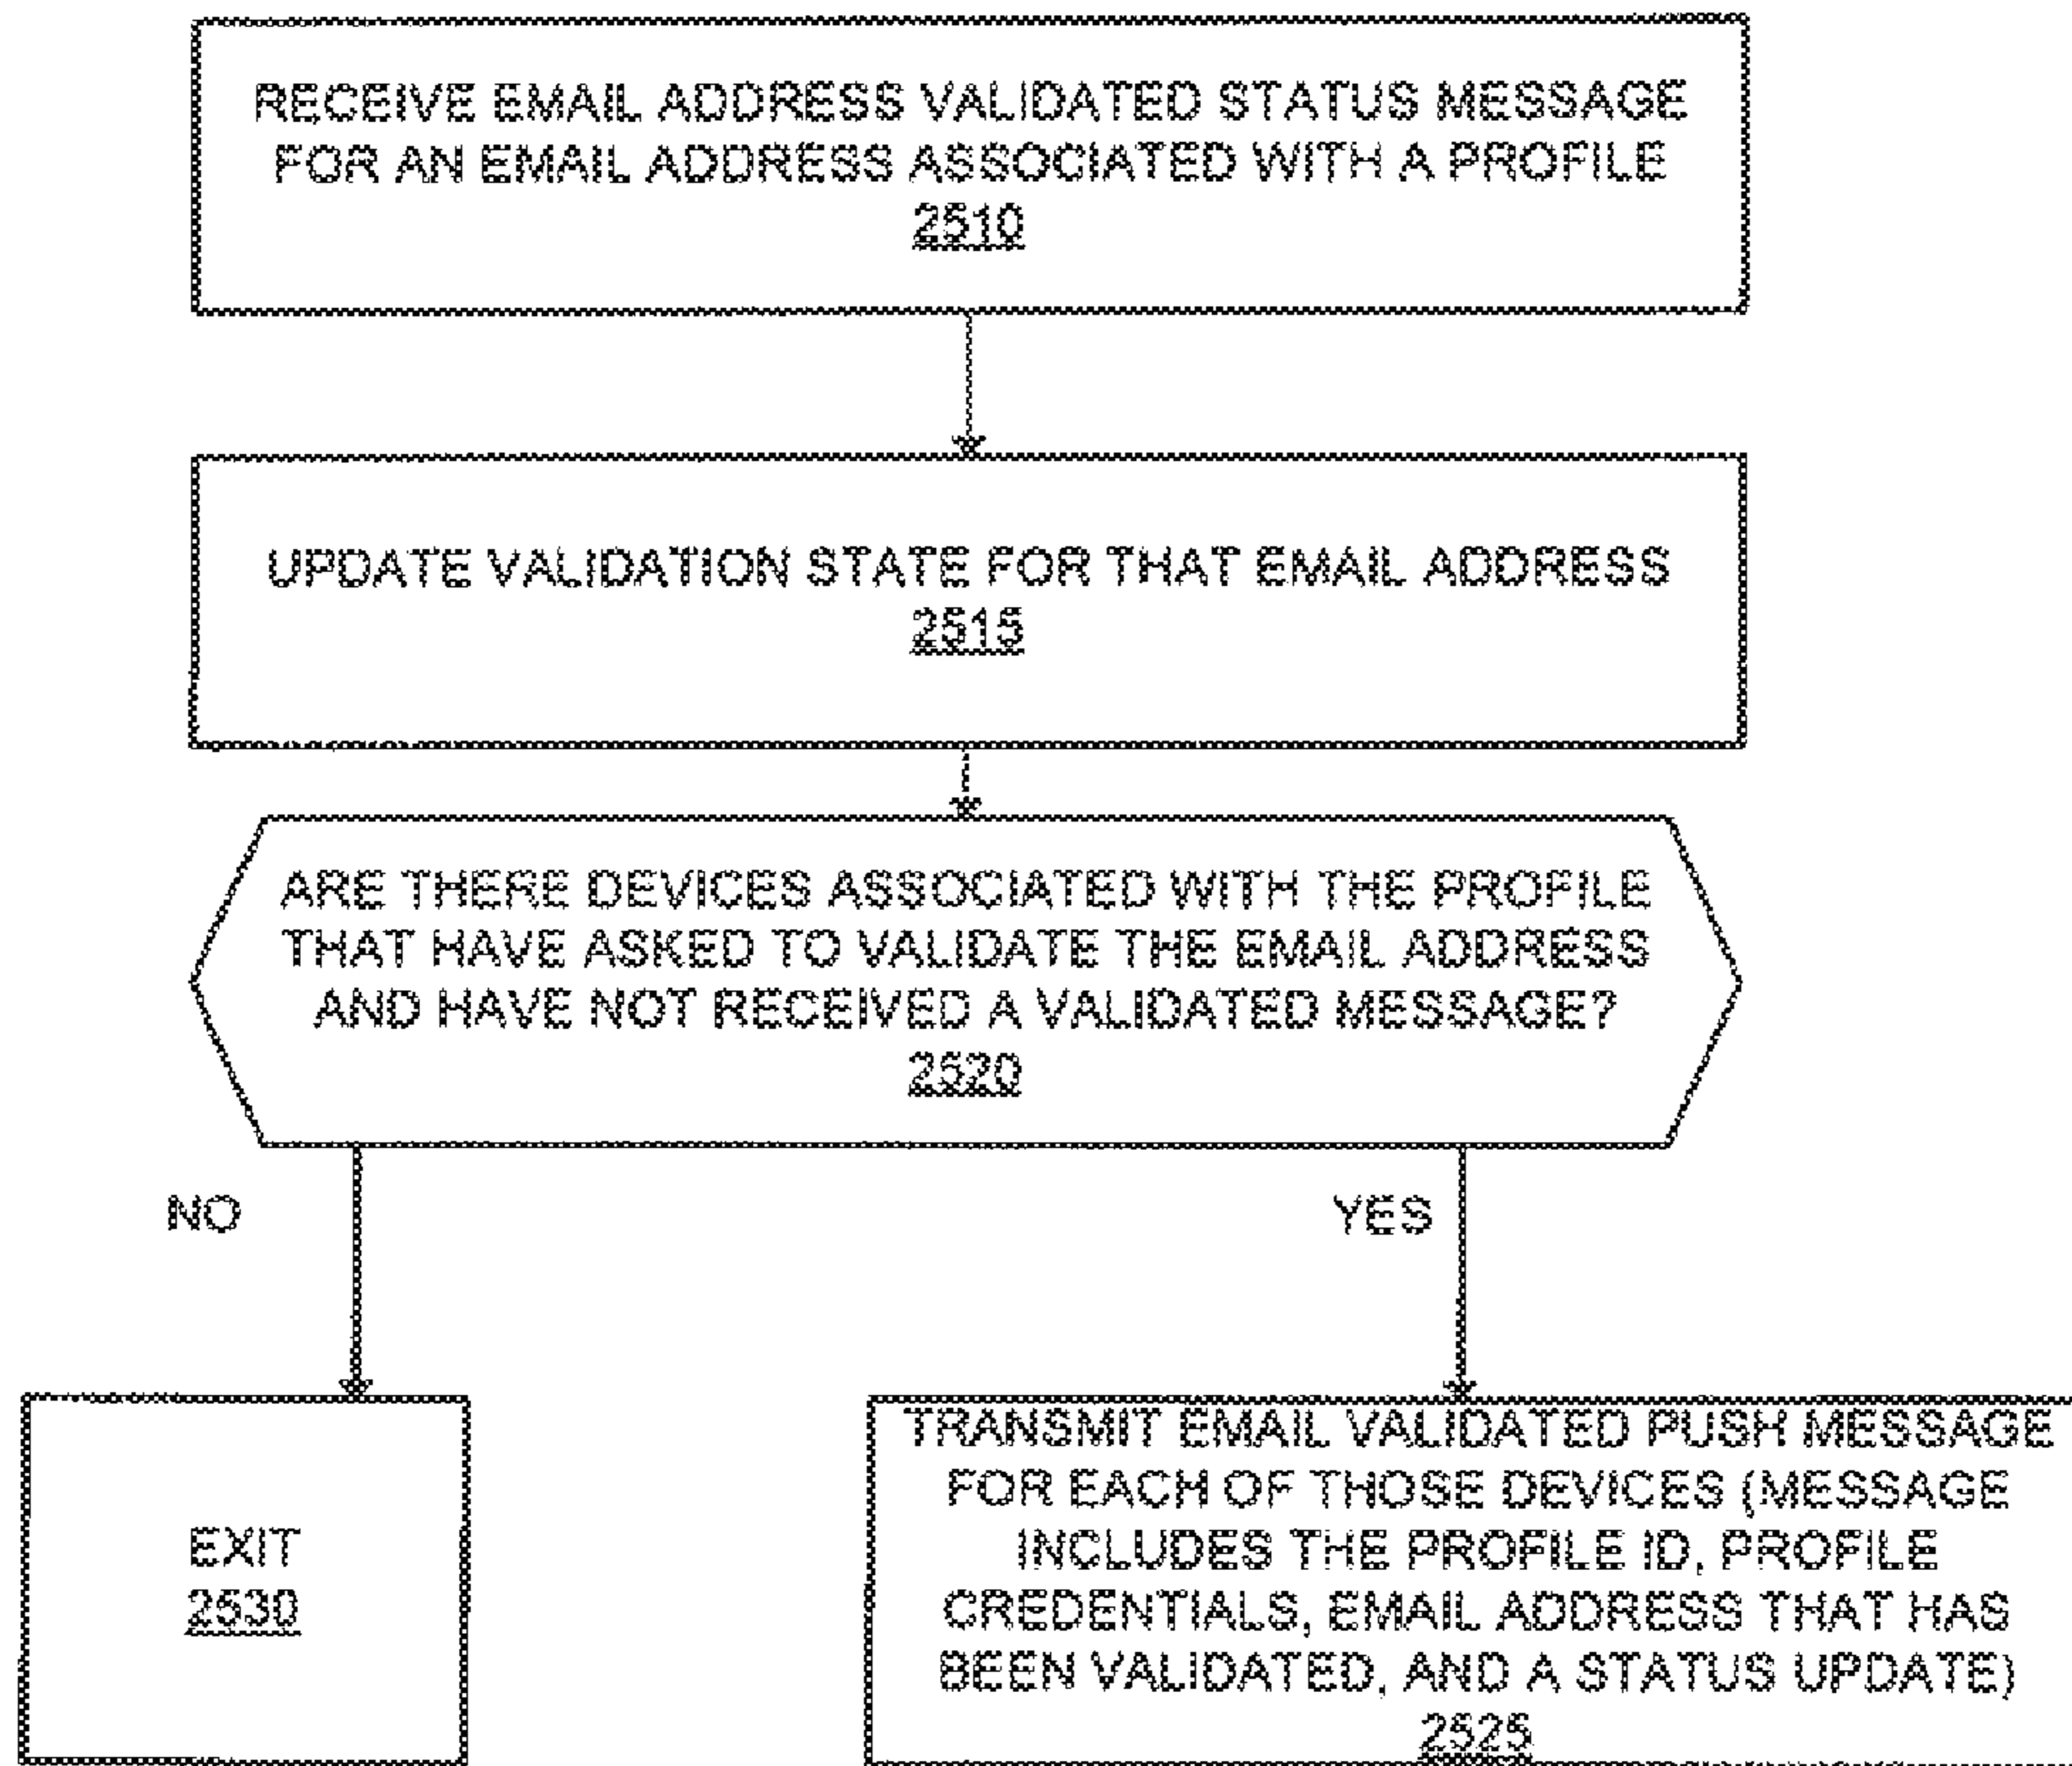 RECEIVE EMAIL ADDRESS VALIDATED STATUS MESSAGE
FOR AN EMAIL ADDRESS ASSOCIATED WITH A PROFILE
2510
UPDATE VALIDATION STATE FOR THAT EMAIL ADDRESS
2515
ARE THERE DEVICES ASSOCIATED WITH THE PROFILE
THAT HAVE ASKED TO VALIDATE THE EMAIL ADDRESS
AND HAVE NOT RECEIVED A VALIDATED MESSAGE?
2520
NO
YES
EXIT
2530
TRANSMIT EMAIL VALIDATED PUSH MESSAGE
FOR EACH OF THOSE DEVICES (MESSAGE
INCLUDES THE PROFILE ID, PROFILE
CREDENTIALS, EMAIL ADDRESS THAT HAS
BEEN VALIDATED, AND A STATUS UPDATE)
2525